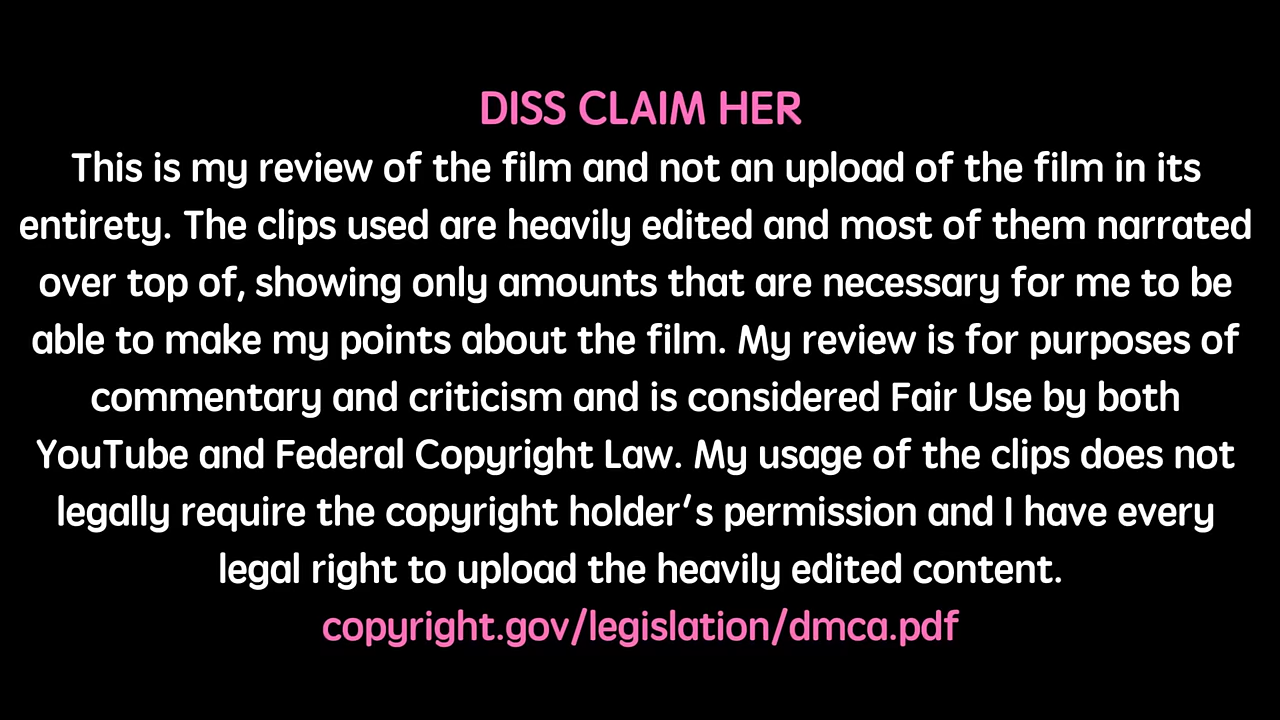 DISS CLAIM HER
This is my review of the film and not an upload of the film in its
entirety. The clips used are heavily edited and most of them narrated
over top of, showing only amounts that are necessary for me to be
able to make my points about the film. My review is for purposes of
commentary and criticism and is considered Fair Use by both
YouTube and Federal Copyright Law. My usage of the clips does not
legally require the copyright holder's permission and I have every
legal right to upload the heavily edited content.
copyright.gov/legislation/dmca.pdf